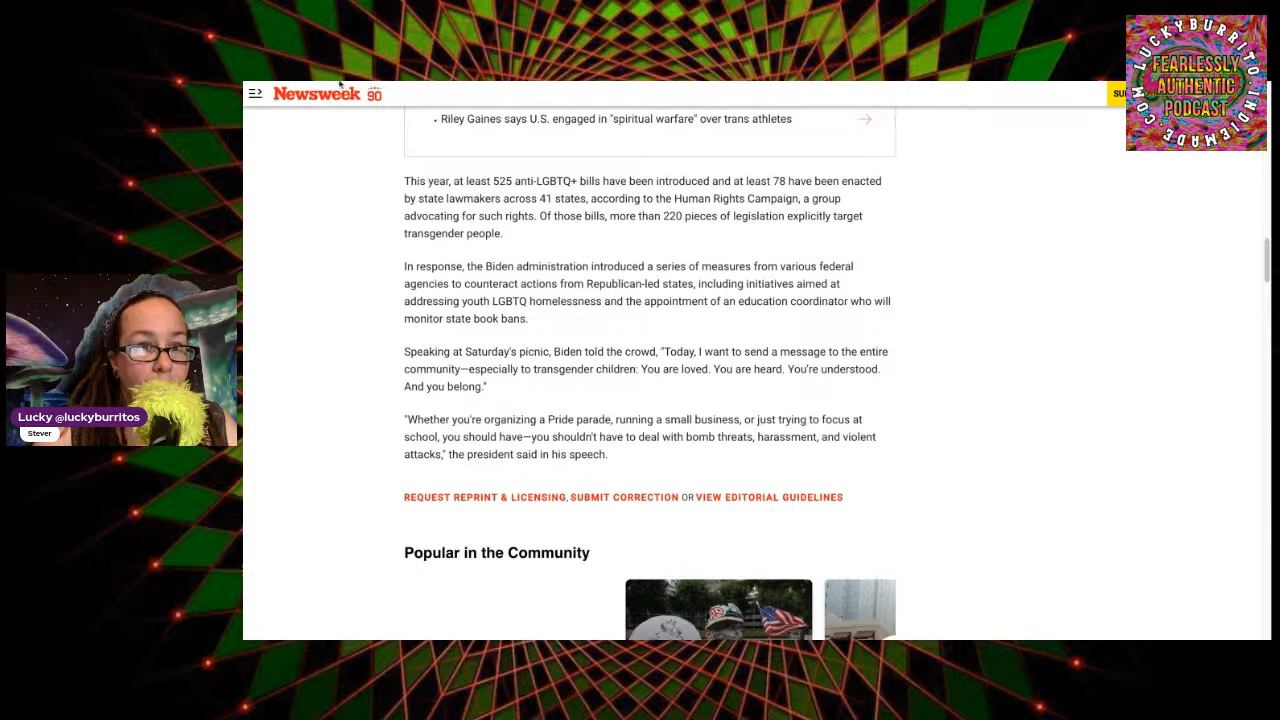 Newsweek 90
SU
LUCKYBURRITO.INDIEMADE.COM
FEARLESSLY
AUTHENTIC
PODCAST
• Riley Gaines says U.S. engaged in "spiritual warfare" over trans athletes
This year, at least 525 anti-LGBTQ+ bills have been introduced and at least 78 have been enacted
by state lawmakers across 41 states, according to the Human Rights Campaign, a group
advocating for such rights. Of those bills, more than 220 pieces of legislation explicitly target
transgender people.
In response, the Biden administration introduced a series of measures from various federal
agencies to counteract actions from Republican-led states, including initiatives aimed at
addressing youth LGBTQ homelessness and the appointment of an education coordinator who will
monitor state book bans.
Speaking at Saturday's picnic, Biden told the crowd, "Today, I want to send a message to the entire
community—especially to transgender children: You are loved. You are heard. You're understood.
And you belong."
"Whether you're organizing a Pride parade, running a small business, or just trying to focus at
school, you should have—you shouldn't have to deal with bomb threats, harassment, and violent
attacks," the president said in his speech.
Lucky @luckyburritos
Stever
REQUEST REPRINT & LICENSING, SUBMIT CORRECTION OR VIEW EDITORIAL GUIDELINES
Popular in the Community